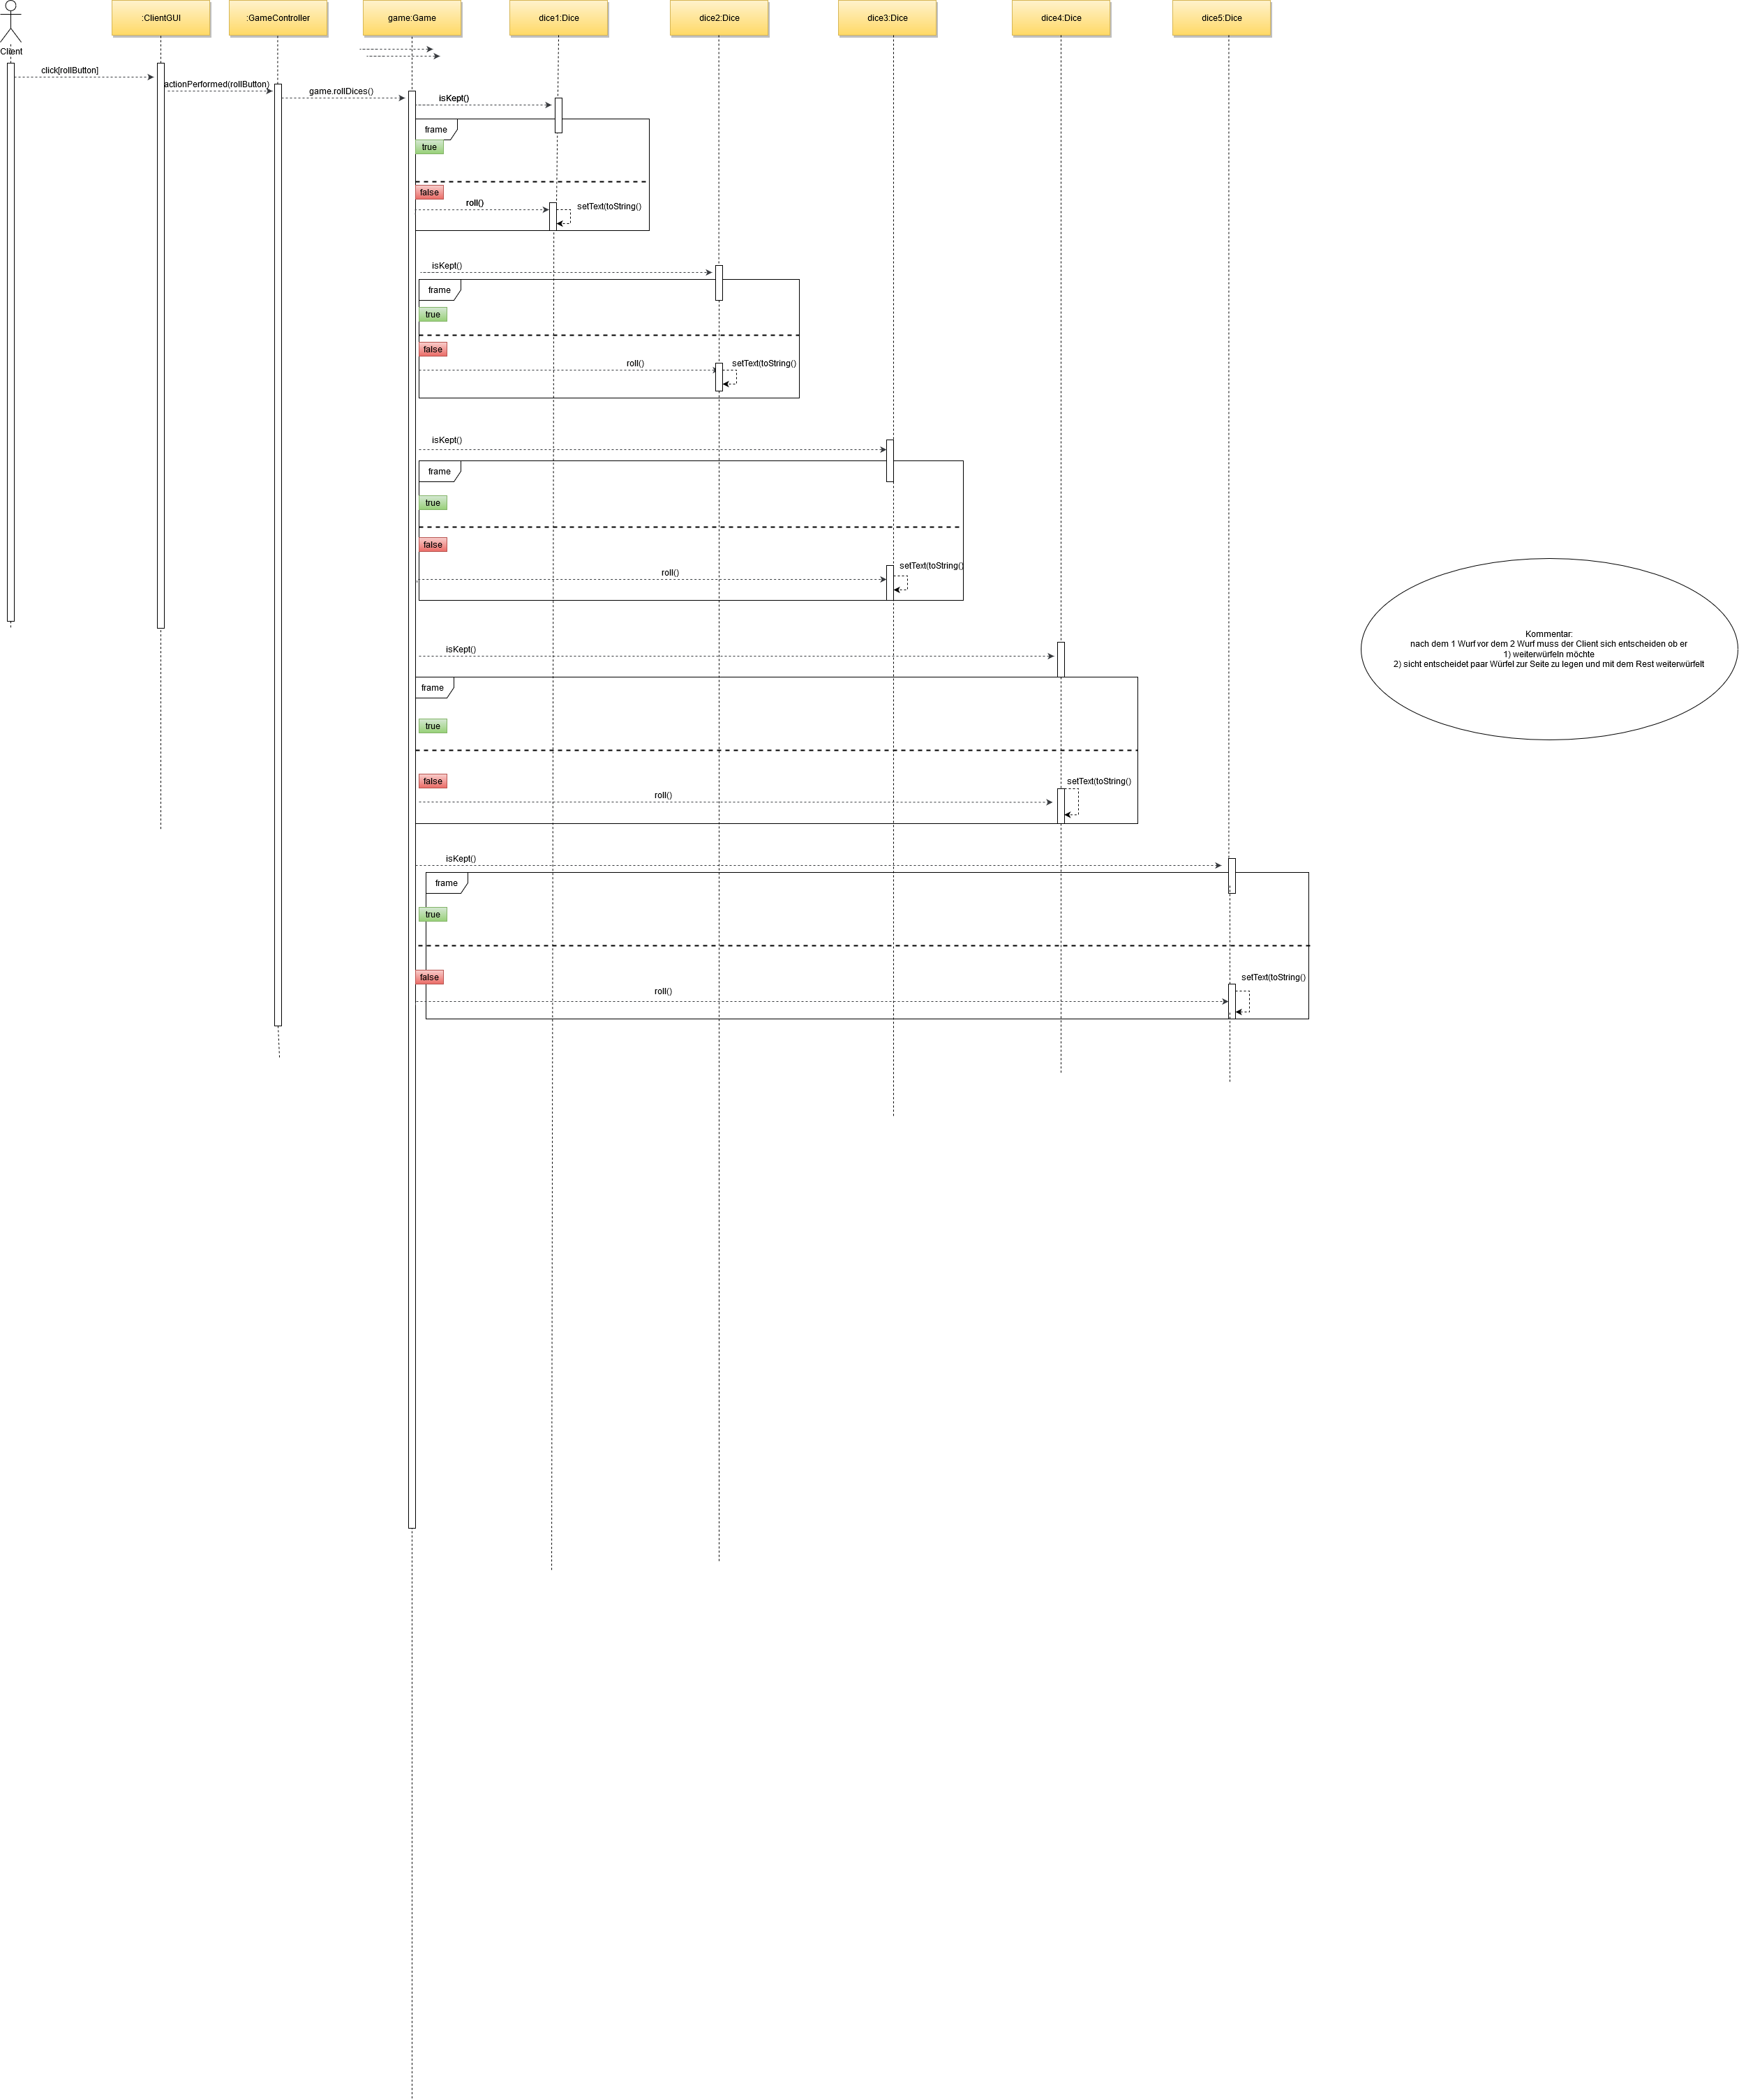 :ClientGUI
:GameController
game:Game
dice1:Dice
dice2:Dice
dice3:Dice
dice4:Dice
dice5:Dice
Client
click[rollButton]
actionPerformed(rollButton)
game.rollDices()
isKept()
frame
true
false
roll()
setText(toString()
isKept()
frame
true
false
roll()
setText(toString()
isKept()
frame
true
false
roll()
setText(toString()
Kommentar:
nach dem 1 Wurf vor dem 2 Wurf muss der Client sich entscheiden ob er
1) weiterwürfeln möchte
2) sicht entscheidet paar Würfel zur Seite zu legen und mit dem Rest weiterwürfelt
isKept()
frame
true
false
roll()
setText(toString()
isKept()
frame
true
false
roll()
setText(toString()